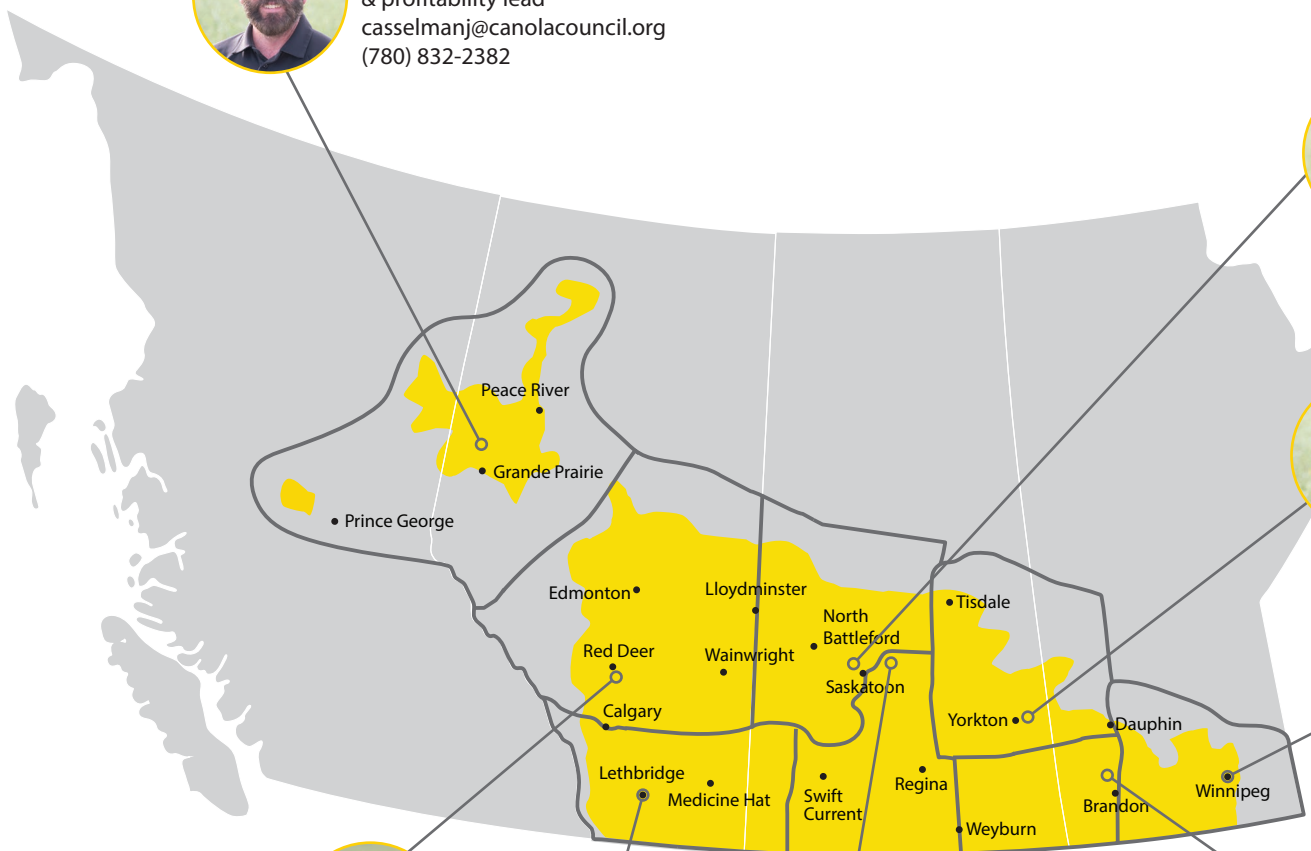 & profitability lead
casselmanj@canolacouncil.org
(780) 832-2382
Peace River
Grande Prairie
Prince George
Edmonton
Lloydminster
North
Battleford
Tisdale
Red Deer
Wainwright
Saskatoon
Calgary
Yorkton
Dauphin
Lethbridge
Medicine Hat
Swift
Current
Regina
Brandon
Winnipeg
Weyburn